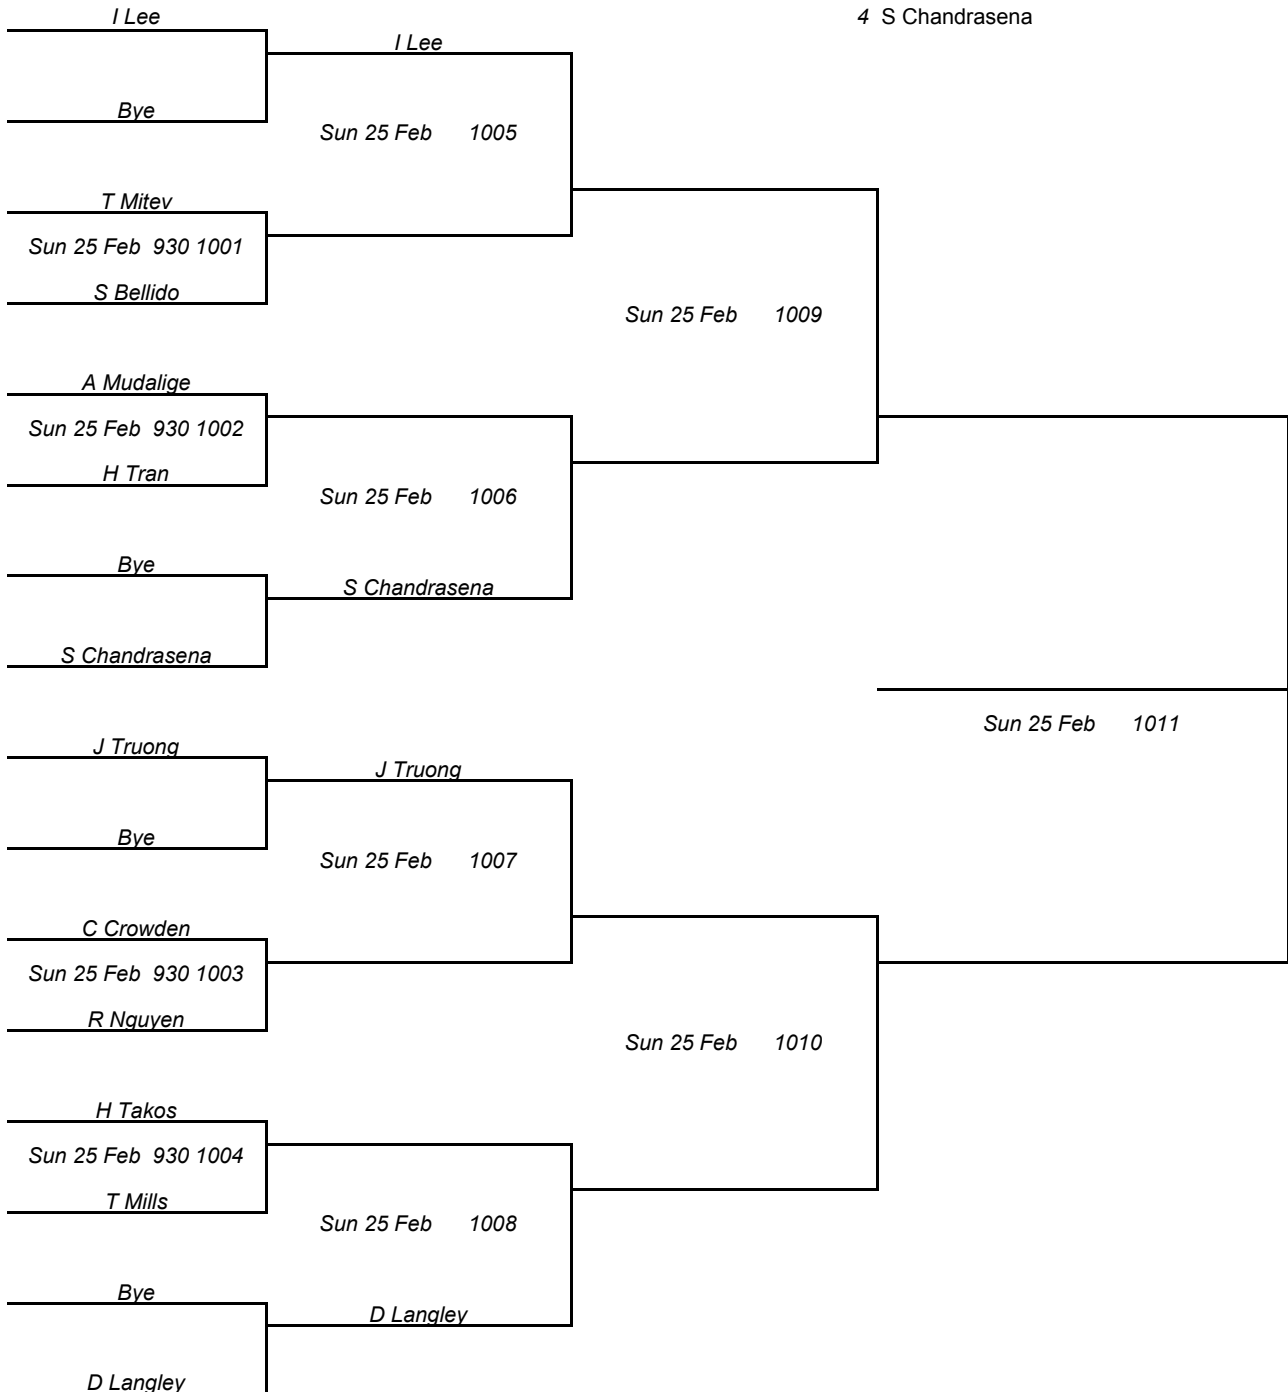 I Lee
4 S Chandrasena
I Lee
Bye
Sun 25 Feb 1005
T Mitev
Sun 25 Feb 930 1001
S Bellido
Sun 25 Feb 1009
A Mudalige
Sun 25 Feb 930 1002
H Tran
Sun 25 Feb 1006
Bye
S Chandrasena
S Chandrasena
Sun 25 Feb 1011
J Truong
J Truong
Bye
Sun 25 Feb 1007
C Crowden
Sun 25 Feb 930 1003
R Nguyen
Sun 25 Feb 1010
H Takos
Sun 25 Feb 930 1004
T Mills
Sun 25 Feb 1008
Bye
D Langley
D Langley